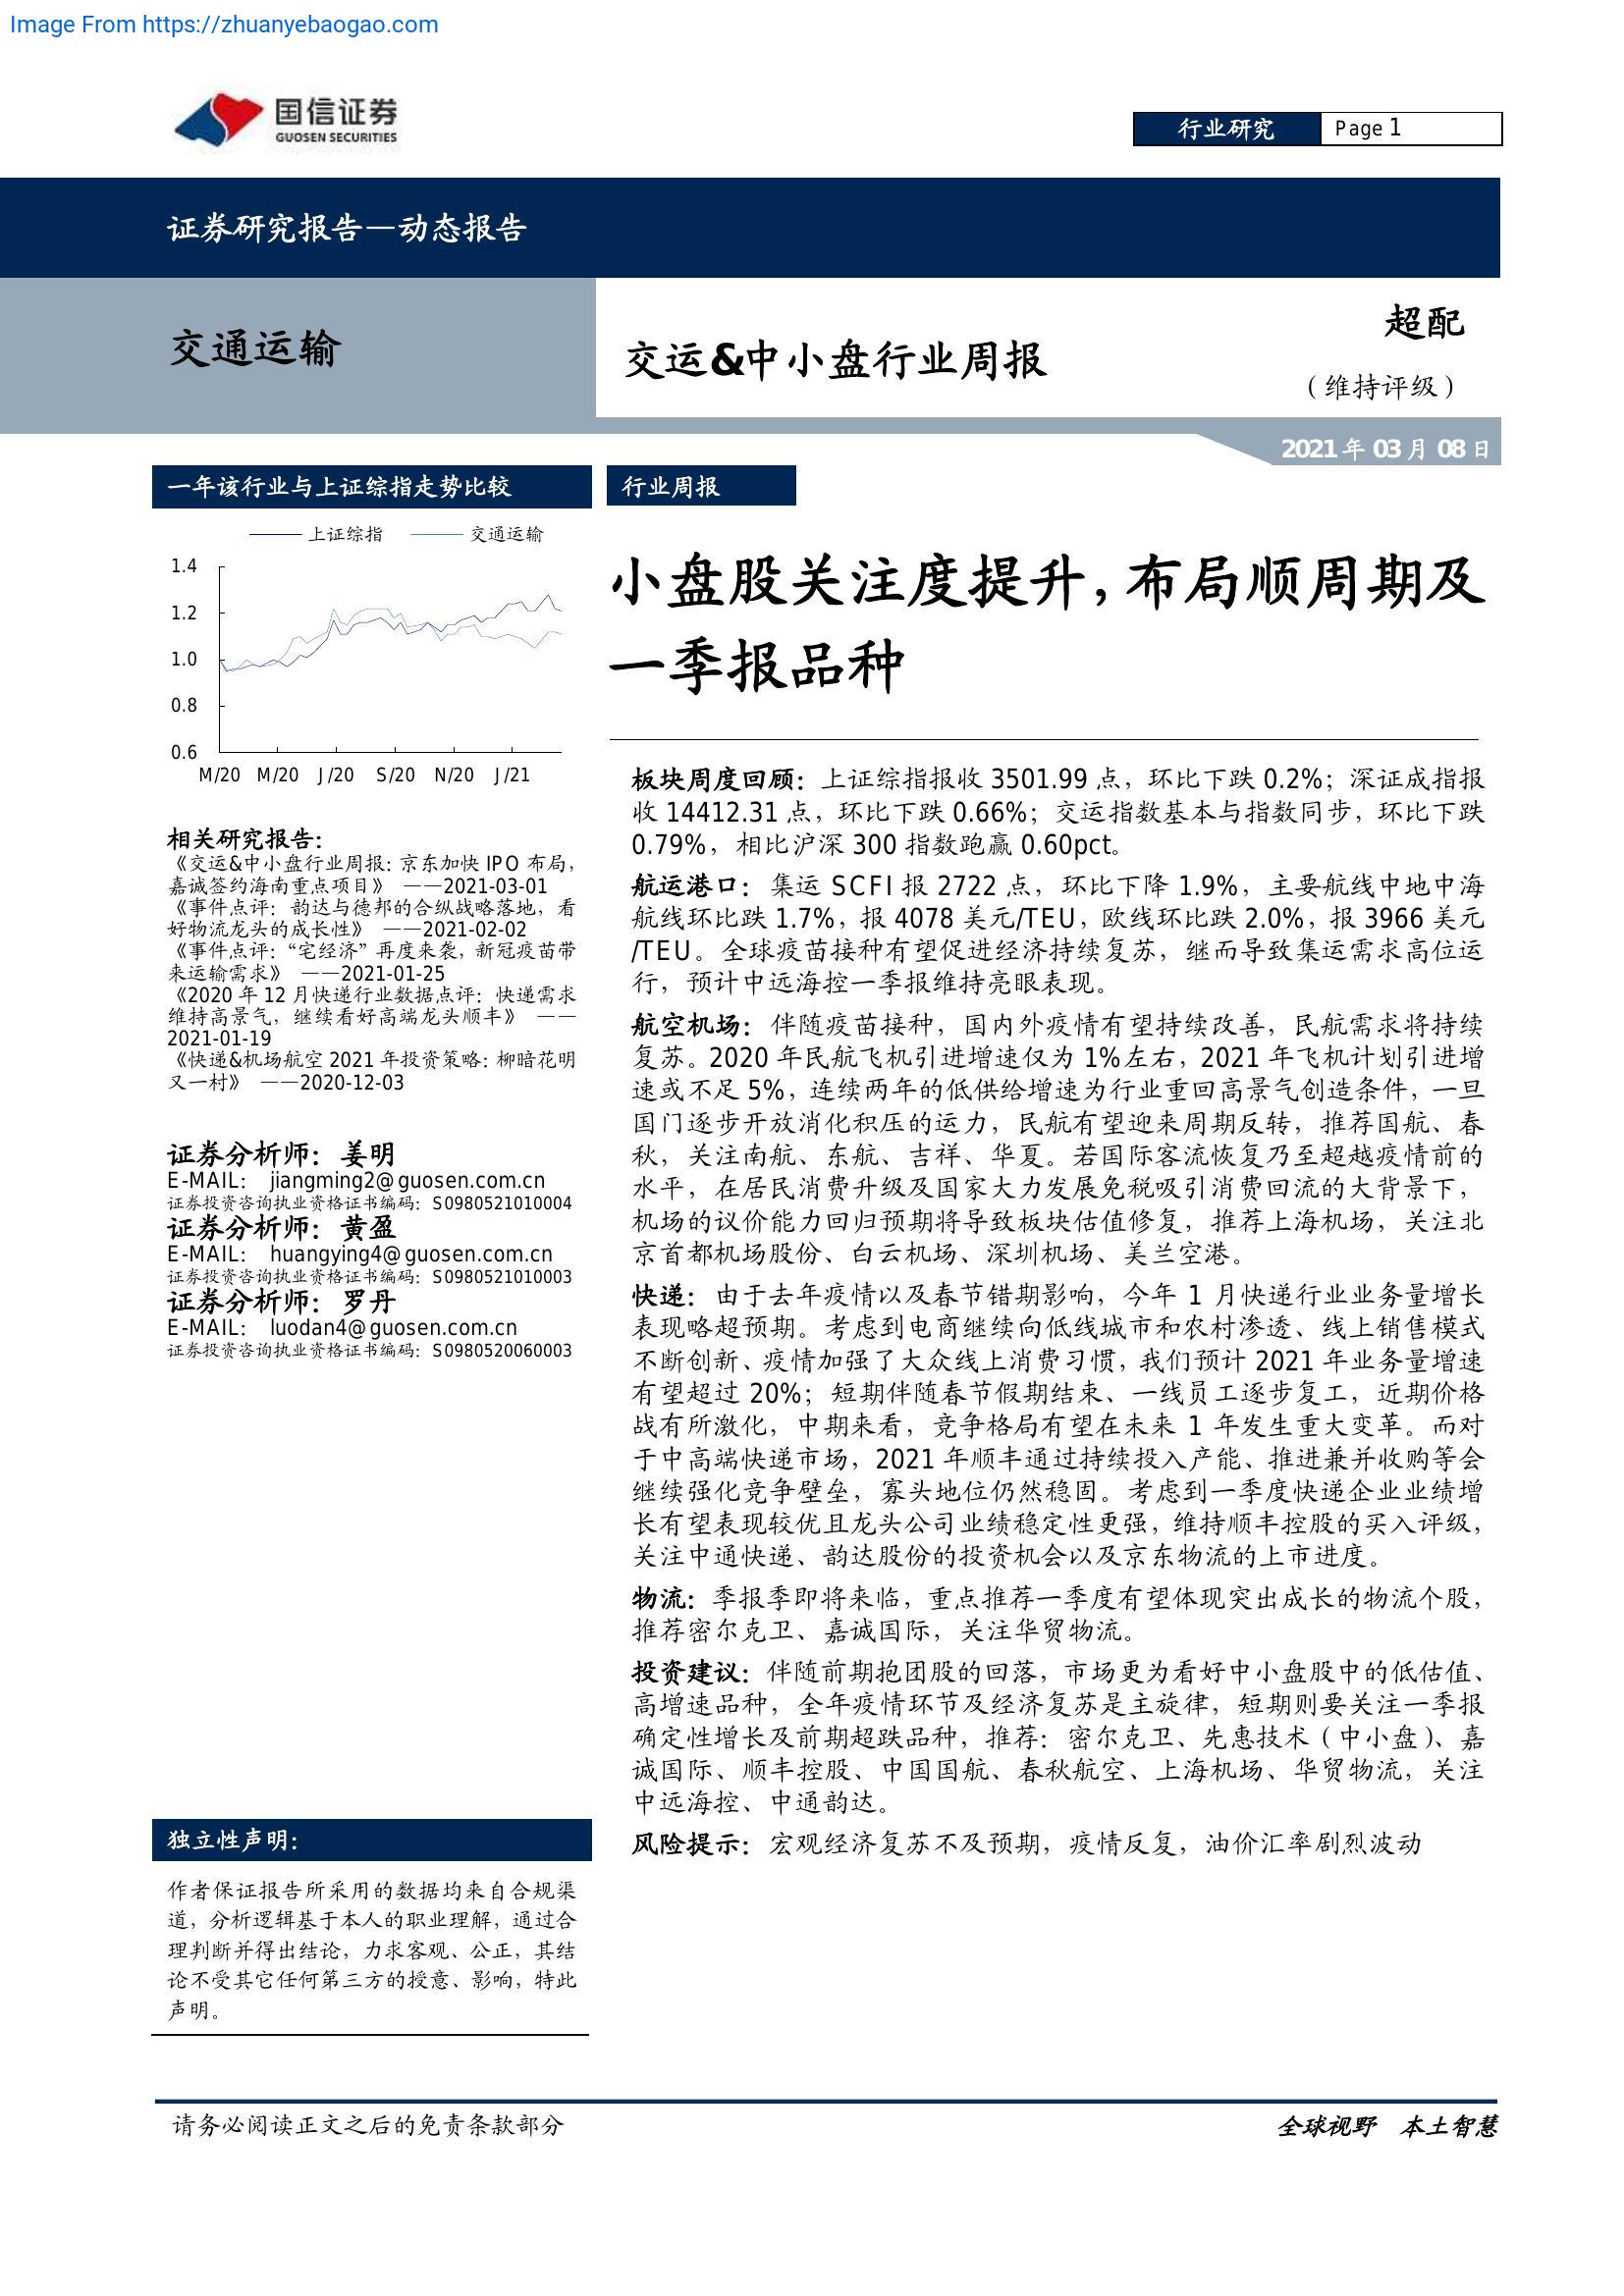 Image From https://zhuanyebaogao.com
国信证券
GUOSEN SECURITIES
行业研究
Page 1
证券研究报告—动态报告
交通运输
交运&中小盘行业周报
超配
（维持评级）
2021 年 03 月 08 日
一年该行业与上证综指走势比较
上证综指 交通运输
1.4
1.2
1.0
0.8
0.6
M/20 M/20 J/20 S/20 N/20 J/21
相关研究报告：
《交运&中小盘行业周报：京东加快 IPO 布局，
嘉诚签约海南重点项目》 ——2021-03-01
《事件点评：韵达与德邦的合纵战略落地，看
好物流龙头的成长性》 ——2021-02-02
《事件点评：“宅经济”再度来袭，新冠疫苗带
来运输需求》 ——2021-01-25
《2020 年 12 月快递行业数据点评：快递需求
维持高景气，继续看好高端龙头顺丰》 ——
2021-01-19
《快递&机场航空 2021 年投资策略：柳暗花明
又一村》 ——2020-12-03
证券分析师：姜明
E-MAIL: jiangming2@guosen.com.cn
证券投资咨询执业资格证书编码：S0980521010004
证券分析师：黄盈
E-MAIL: huangying4@guosen.com.cn
证券投资咨询执业资格证书编码：S0980521010003
证券分析师：罗丹
E-MAIL: luodan4@guosen.com.cn
证券投资咨询执业资格证书编码：S0980520060003
独立性声明：
作者保证报告所采用的数据均来自合规渠
道，分析逻辑基于本人的职业理解，通过合
理判断并得出结论，力求客观、公正，其结
论不受其它任何第三方的授意、影响，特此
声明。
行业周报
小盘股关注度提升，布局顺周期及
一季报品种
板块周度回顾：上证综指报收 3501.99 点，环比下跌 0.2%；深证成指报
收 14412.31 点，环比下跌 0.66%；交运指数基本与指数同步，环比下跌
0.79%，相比沪深 300 指数跑赢 0.60pct。
航运港口：集运 SCFI 报 2722 点，环比下降 1.9%，主要航线中地中海
航线环比跌 1.7%，报 4078 美元/TEU，欧线环比跌 2.0%，报 3966 美元
/TEU。全球疫苗接种有望促进经济持续复苏，继而导致集运需求高位运
行，预计中远海控一季报维持亮眼表现。
航空机场：伴随疫苗接种，国内外疫情有望持续改善，民航需求将持续
复苏。2020 年民航飞机引进增速仅为 1%左右，2021 年飞机计划引进增
速或不足 5%，连续两年的低供给增速为行业重回高景气创造条件，一旦
国门逐步开放消化积压的运力，民航有望迎来周期反转，推荐国航、春
秋，关注南航、东航、吉祥、华夏。若国际客流恢复乃至超越疫情前的
水平，在居民消费升级及国家大力发展免税吸引消费回流的大背景下，
机场的议价能力回归预期将导致板块估值修复，推荐上海机场，关注北
京首都机场股份、白云机场、深圳机场、美兰空港。
快递：由于去年疫情以及春节错期影响，今年 1 月快递行业业务量增长
表现略超预期。考虑到电商继续向低线城市和农村渗透、线上销售模式
不断创新、疫情加强了大众线上消费习惯，我们预计 2021 年业务量增速
有望超过 20%；短期伴随春节假期结束、一线员工逐步复工，近期价格
战有所激化，中期来看，竞争格局有望在未来 1 年发生重大变革。而对
于中高端快递市场，2021 年顺丰通过持续投入产能、推进兼并收购等会
继续强化竞争壁垒，寡头地位仍然稳固。考虑到一季度快递企业业绩增
长有望表现较优且龙头公司业绩稳定性更强，维持顺丰控股的买入评级，
关注中通快递、韵达股份的投资机会以及京东物流的上市进度。
物流：季报季即将来临，重点推荐一季度有望体现突出成长的物流个股，
推荐密尔克卫、嘉诚国际，关注华贸物流。
投资建议：伴随前期抱团股的回落，市场更为看好中小盘股中的低估值、
高增速品种，全年疫情环节及经济复苏是主旋律，短期则要关注一季报
确定性增长及前期超跌品种，推荐：密尔克卫、先惠技术（中小盘）、嘉
诚国际、顺丰控股、中国国航、春秋航空、上海机场、华贸物流，关注
中远海控、中通韵达。
风险提示：宏观经济复苏不及预期，疫情反复，油价汇率剧烈波动
请务必阅读正文之后的免责条款部分
全球视野 本土智慧